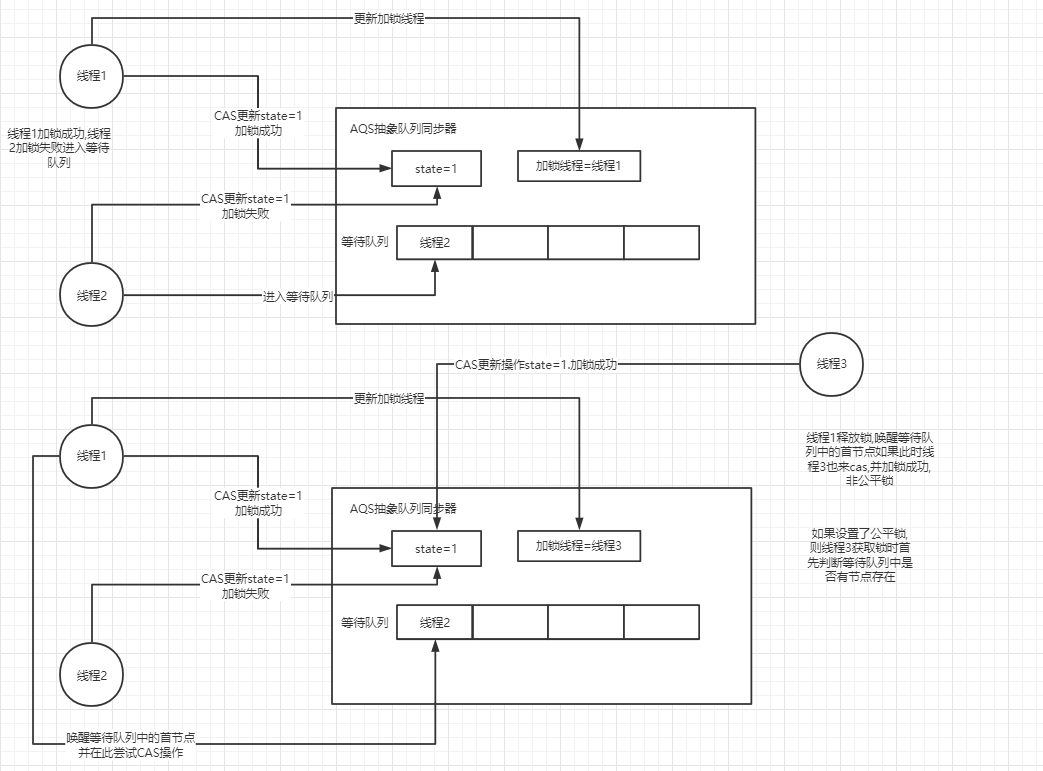 更新加锁线程
线程1
CAS更新state=1
加锁成功
线程1加锁成功,线程
2加锁失败进入等待
队列
AQS抽象队列同步器
state=1
加锁线程=线程1
CAS更新state=1
加锁失败
等待队列
线程2
线程2
进入等待队列
CAS更新操作state=1.加锁成功
线程3
更新加锁线程
线程1
线程1释放锁,唤醒等待队
列中的首节点如果此时线
程3也来cas,并加锁成功,
非公平锁
CAS更新state=1
加锁成功
AQS抽象队列同步器
state=1
加锁线程=线程3
如果设置了公平锁,
则线程3获取锁时首
先判断等待队列中是
否有节点存在
CAS更新state=1
加锁失败
等待队列
线程2
线程2
唤醒等待队列中的首节点
并在此尝试CAS操作